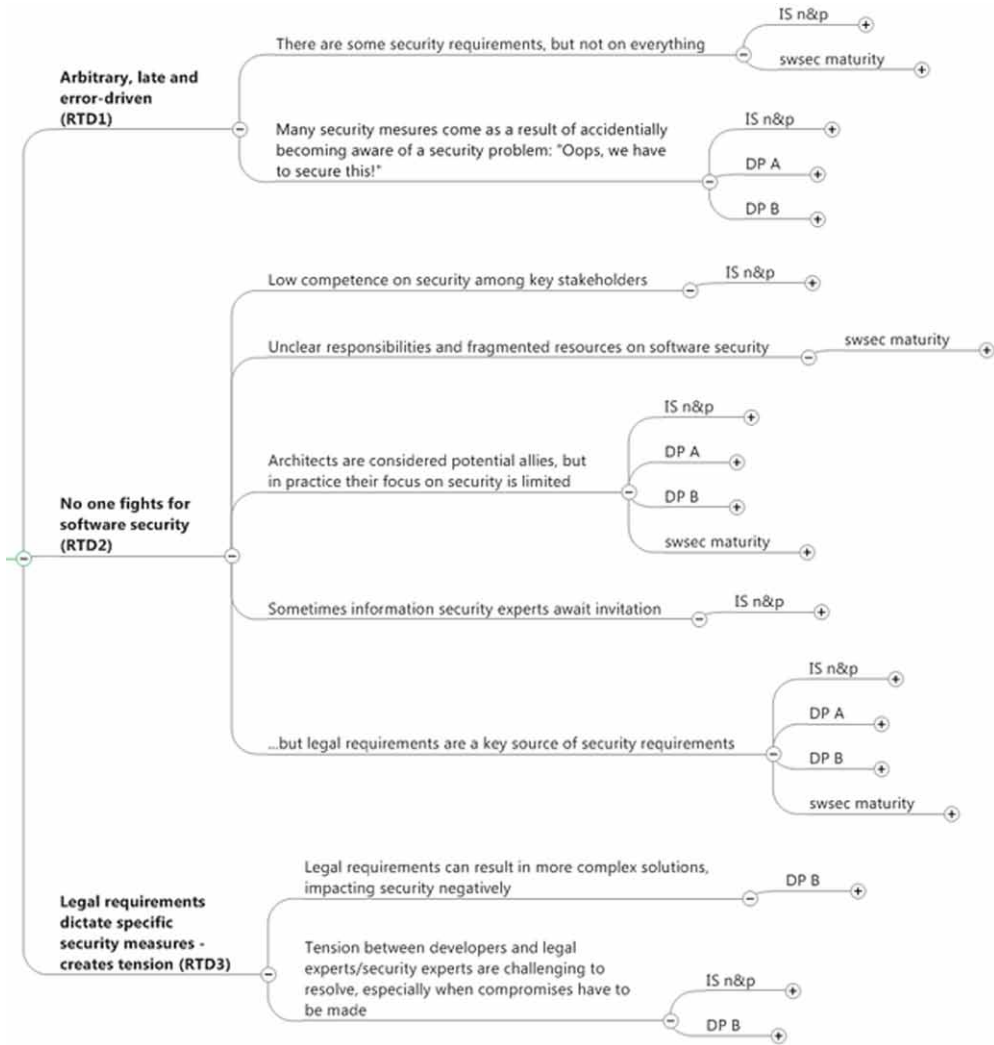 Arbitrary, late and
error-driven
(RTD1)
There are some security requirements, but not on everything
IS n&p
swsec maturity
Many security mesures come as a result of accidentially
becoming aware of a security problem: "Oops, we have
to secure this!"
IS n&p
DP A
DP B
No one fights for
software security
(RTD2)
Low competence on security among key stakeholders
IS n&p
Unclear responsibilities and fragmented resources on software security
swsec maturity
Architects are considered potential allies, but
in practice their focus on security is limited
IS n&p
DP A
DP B
swsec maturity
Sometimes information security experts await invitation
IS n&p
...but legal requirements are a key source of security requirements
IS n&p
DP A
DP B
swsec maturity
Legal requirements
dictate specific
security measures -
creates tension (RTD3)
Legal requirements can result in more complex solutions,
impacting security negatively
DP B
Tension between developers and legal
experts/security experts are challenging to
resolve, especially when compromises have to
be made
IS n&p
DP B